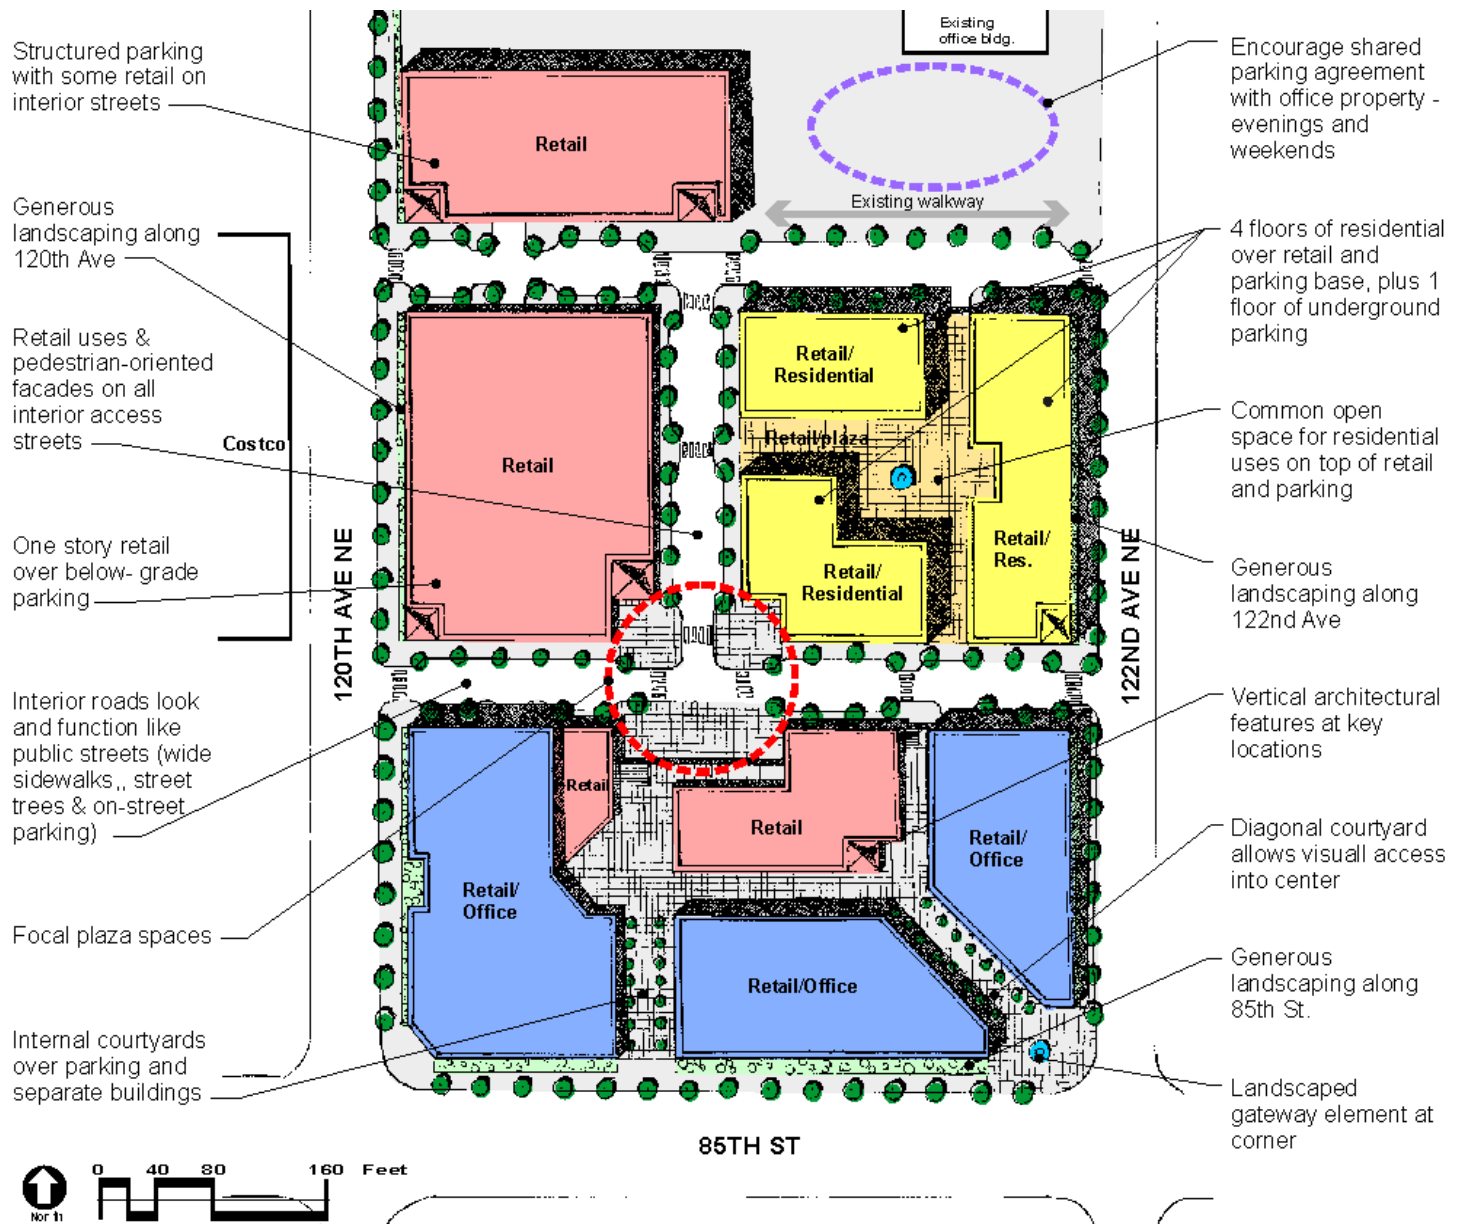 Existing
office bldg.
Structured parking
with some retail on
interior streets
Encourage shared
parking agreement
with office property -
evenings and
weekends
Retail
Existing walkway
Generous
landscaping along
120th Ave
4 floors of residential
over retail and
parking base, plus 1
floor of underground
parking
Retail uses &
pedestrian-oriented
facades on all
interior access
streets
Costco
Retail
Retail/
Residential
Retail/plaza
Common open
space for residential
uses on top of retail
and parking
One story retail
over below- grade
parking
Retail/
Residential
Retail/
Res.
Generous
landscaping along
122nd Ave
120TH AVE NE
122ND AVE NE
Interior roads look
and function like
public streets (wide
sidewalks,, street
trees & on-street
parking)
Vertical architectural
features at key
locations
Retail
Retail
Retail/
Office
Diagonal courtyard
allows visuall access
into center
Retail/
Office
Focal plaza spaces
Retail/Office
Generous
landscaping along
85th St.
Internal courtyards
over parking and
separate buildings
Landscaped
gateway element at
corner
85TH ST
0 40 80 160 Feet
North